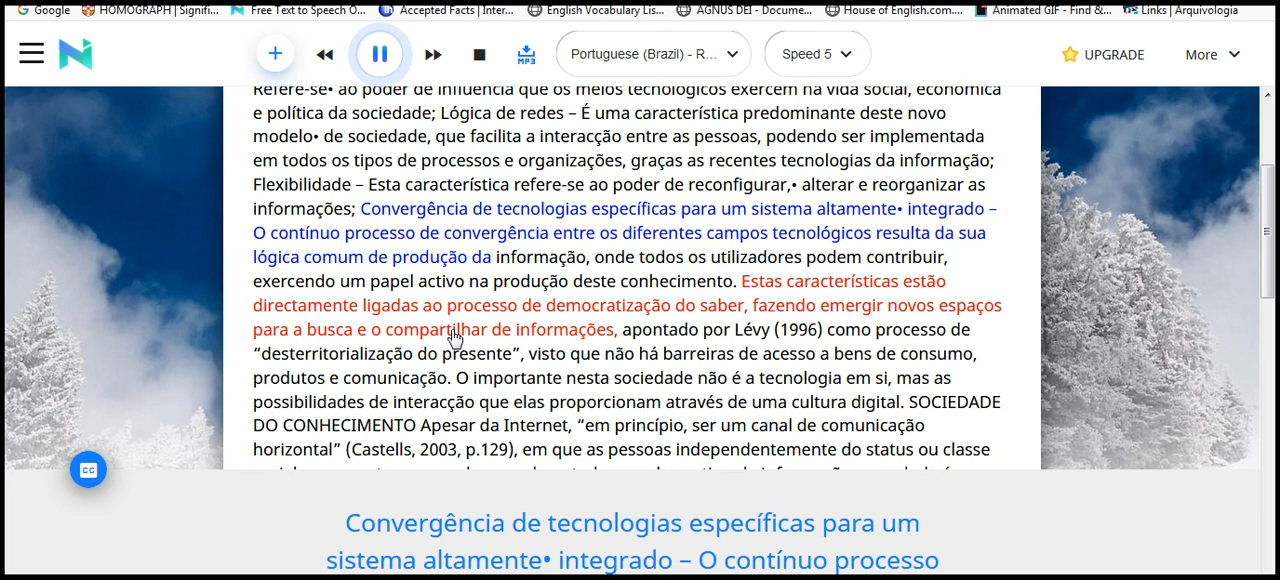 Google HOMOGRAPH | Signifi... Free Text to Speech O... Accepted Facts | Inter... English Vocabulary Lis... AGNUS DEI - Docume... House of English.com.... Animated GIF - Find &... Links | Arquivologia
MP3 Portuguese (Brazil) - R... Speed 5 UPGRADE More
Refere-se• ao poder de influência que os meios tecnológicos exercem na vida social, económica
e política da sociedade; Lógica de redes – É uma característica predominante deste novo
modelo• de sociedade, que facilita a interacção entre as pessoas, podendo ser implementada
em todos os tipos de processos e organizações, graças as recentes tecnologias da informação;
Flexibilidade – Esta característica refere-se ao poder de reconfigurar,• alterar e reorganizar as
informações; Convergência de tecnologias específicas para um sistema altamente• integrado –
O contínuo processo de convergência entre os diferentes campos tecnológicos resulta da sua
lógica comum de produção da informação, onde todos os utilizadores podem contribuir,
exercendo um papel activo na produção deste conhecimento. Estas características estão
directamente ligadas ao processo de democratização do saber, fazendo emergir novos espaços
para a busca e o compartilhar de informações, apontado por Lévy (1996) como processo de
“desterritorialização do presente”, visto que não há barreiras de acesso a bens de consumo,
produtos e comunicação. O importante nesta sociedade não é a tecnologia em si, mas as
possibilidades de interacção que elas proporcionam através de uma cultura digital. SOCIEDADE
DO CONHECIMENTO Apesar da Internet, “em princípio, ser um canal de comunicação
horizontal” (Castells, 2003, p.129), em que as pessoas independentemente do status ou classe
CC
Convergência de tecnologias específicas para um
sistema altamente• integrado – O contínuo processo